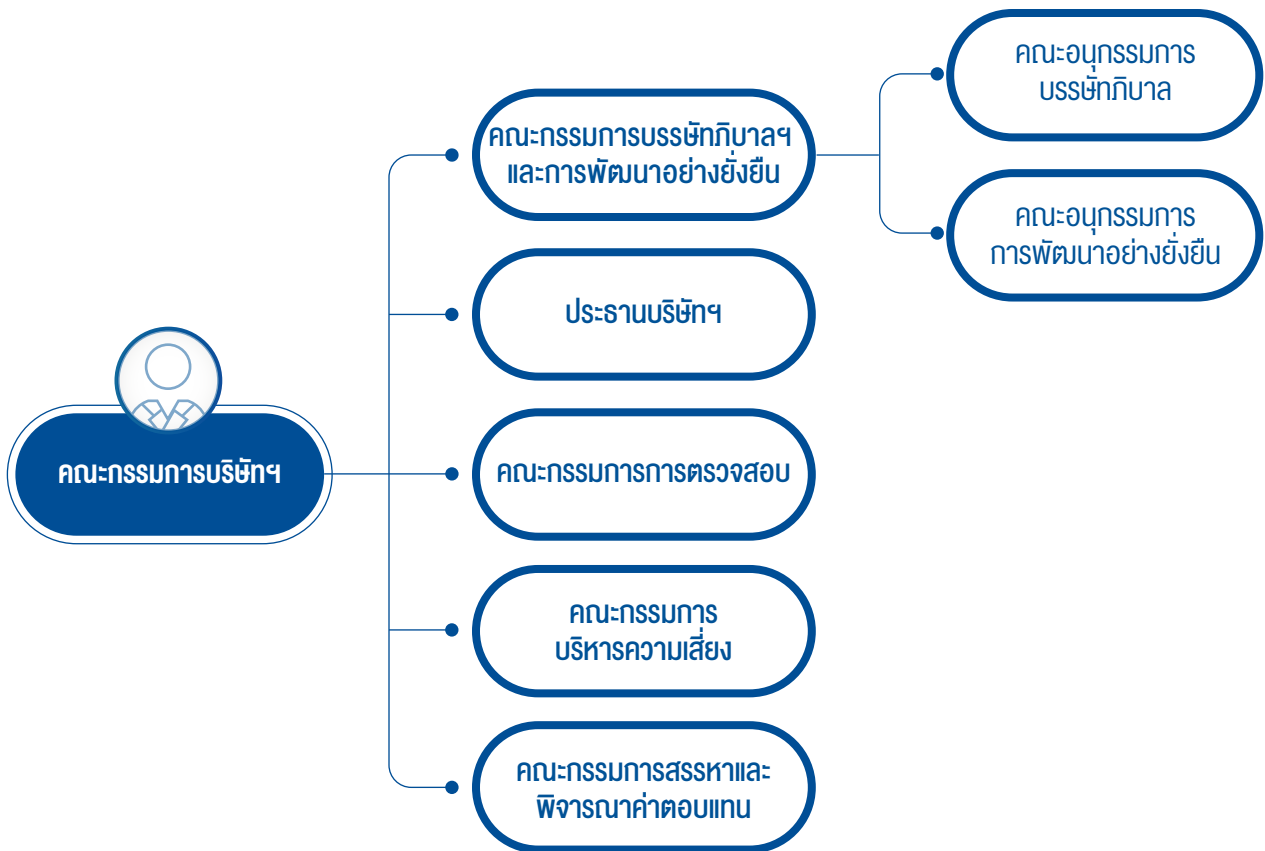 คณะกรรมการบริษัทฯ
คณะกรรมการบรรษัทภิบาลฯ
และการพัฒนาอย่างยั่งยืน
คณะอนุกรรมการ
บรรษัทภิบาล
คณะอนุกรรมการ
การพัฒนาอย่างยั่งยืน
ประธานบริษัทฯ
คณะกรรมการการตรวจสอบ
คณะกรรมการ
บริหารความเสี่ยง
คณะกรรมการสรรหาและ
พิจารณาค่าตอบแทน